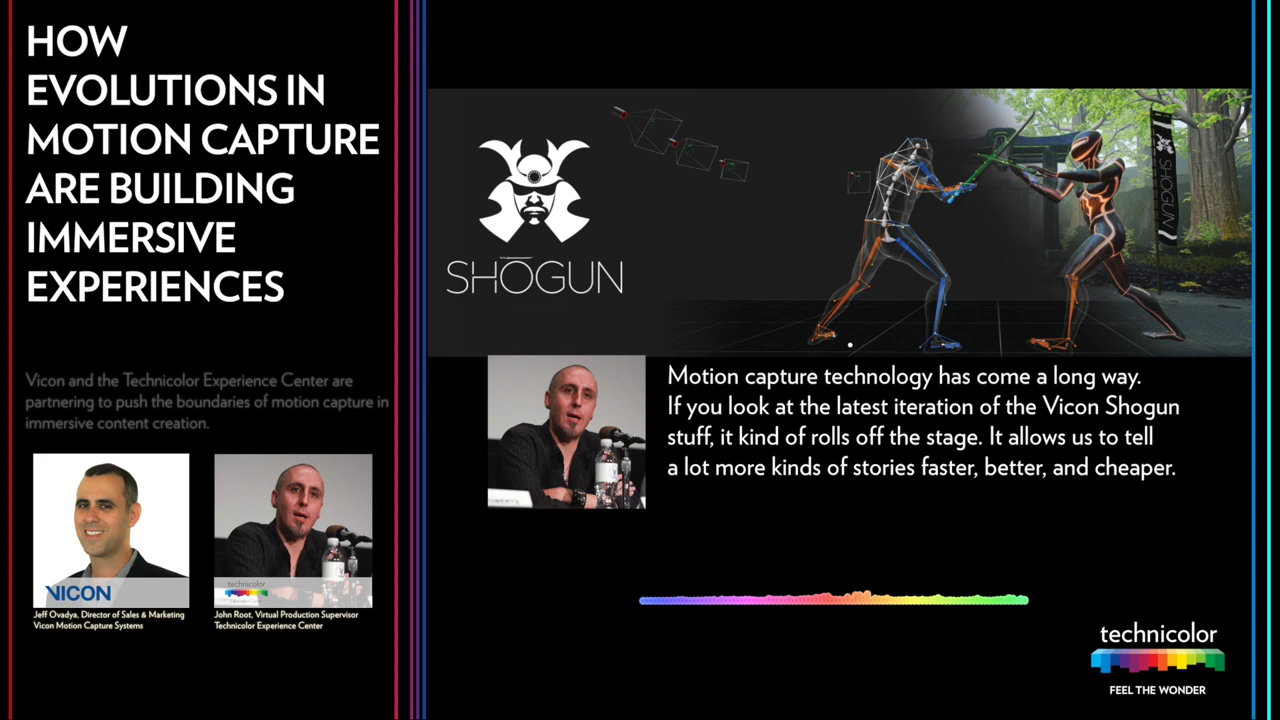 HOW
EVOLUTIONS IN
MOTION CAPTURE
ARE BUILDING
IMMERSIVE
EXPERIENCES
Vicon and the Technicolor Experience Center are
partnering to push the boundaries of motion capture in
immersive content creation.
VICON
Jeff Ovadya, Director of Sales & Marketing
Vicon Motion Capture Systems
technicolor
John Root, Virtual Production Supervisor
Technicolor Experience Center
SHŌGUN
SHOGUN
Motion capture technology has come a long way.
If you look at the latest iteration of the Vicon Shogun
stuff, it kind of rolls off the stage. It allows us to tell
a lot more kinds of stories faster, better, and cheaper.
technicolor
FEEL THE WONDER